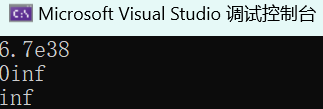 Microsoft Visual Studio 调试控制台
6.7e38
0inf
inf